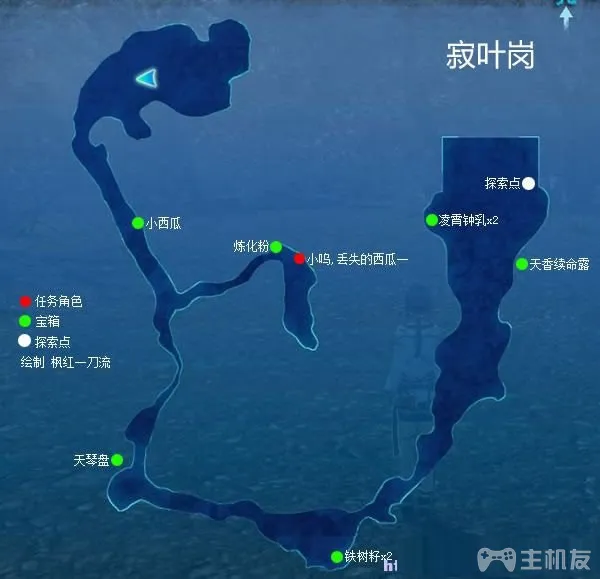 寂叶岗
探索点
凌霄钟乳x2
小西瓜
炼化粉
小呜,丢失的西瓜一
天香续命露
任务角色
宝箱
探索点
绘制 枫红一刀流
天琴盘
铁树籽x2
主机友